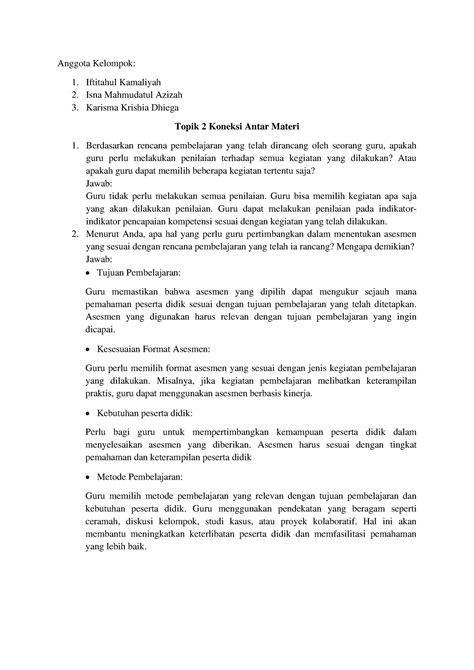 Anggota Kelompok:
1. Iftitahul Kamaliyah
2. Isna Mahmudatul Azizah
3. Karisma Krishia Dhiega
Topik 2 Koneksi Antar Materi
1. Berdasarkan rencana pembelajaran yang telah dirancang oleh seorang guru, apakah
guru perlu melakukan penilaian terhadap semua kegiatan yang dilakukan? Atau
apakah guru dapat memilih beberapa kegiatan tertentu saja?
Jawab:
Guru tidak perlu melakukan semua penilaian. Guru bisa memilih kegiatan apa saja
yang akan dilakukan penilaian. Guru dapat melakukan penilaian pada indikator-
indikator pencapaian kompetensi sesuai dengan kegiatan yang telah dilakukan.
2. Menurut Anda, apa hal yang perlu guru pertimbangkan dalam menentukan asesmen
yang sesuai dengan rencana pembelajaran yang telah ia rancang? Mengapa demikian?
Jawab:
• Tujuan Pembelajaran:
Guru memastikan bahwa asesmen yang dipilih dapat mengukur sejauh mana
pemahaman peserta didik sesuai dengan tujuan pembelajaran yang telah ditetapkan.
Asesmen yang digunakan harus relevan dengan tujuan pembelajaran yang ingin
dicapai.
• Kesesuaian Format Asesmen:
Guru perlu memilih format asesmen yang sesuai dengan jenis kegiatan pembelajaran
yang dilakukan. Misalnya, jika kegiatan pembelajaran melibatkan keterampilan
praktis, guru dapat menggunakan asesmen berbasis kinerja.
• Kebutuhan peserta didik:
Perlu bagi guru untuk mempertimbangkan kemampuan peserta didik dalam
menyelesaikan asesmen yang diberikan. Asesmen harus sesuai dengan tingkat
pemahaman dan keterampilan peserta didik
• Metode Pembelajaran:
Guru memilih metode pembelajaran yang relevan dengan tujuan pembelajaran dan
kebutuhan peserta didik. Guru menggunakan pendekatan yang beragam seperti
ceramah, diskusi kelompok, studi kasus, atau proyek kolaboratif. Hal ini akan
membantu meningkatkan keterlibatan peserta didik dan memfasilitasi pemahaman
yang lebih baik.